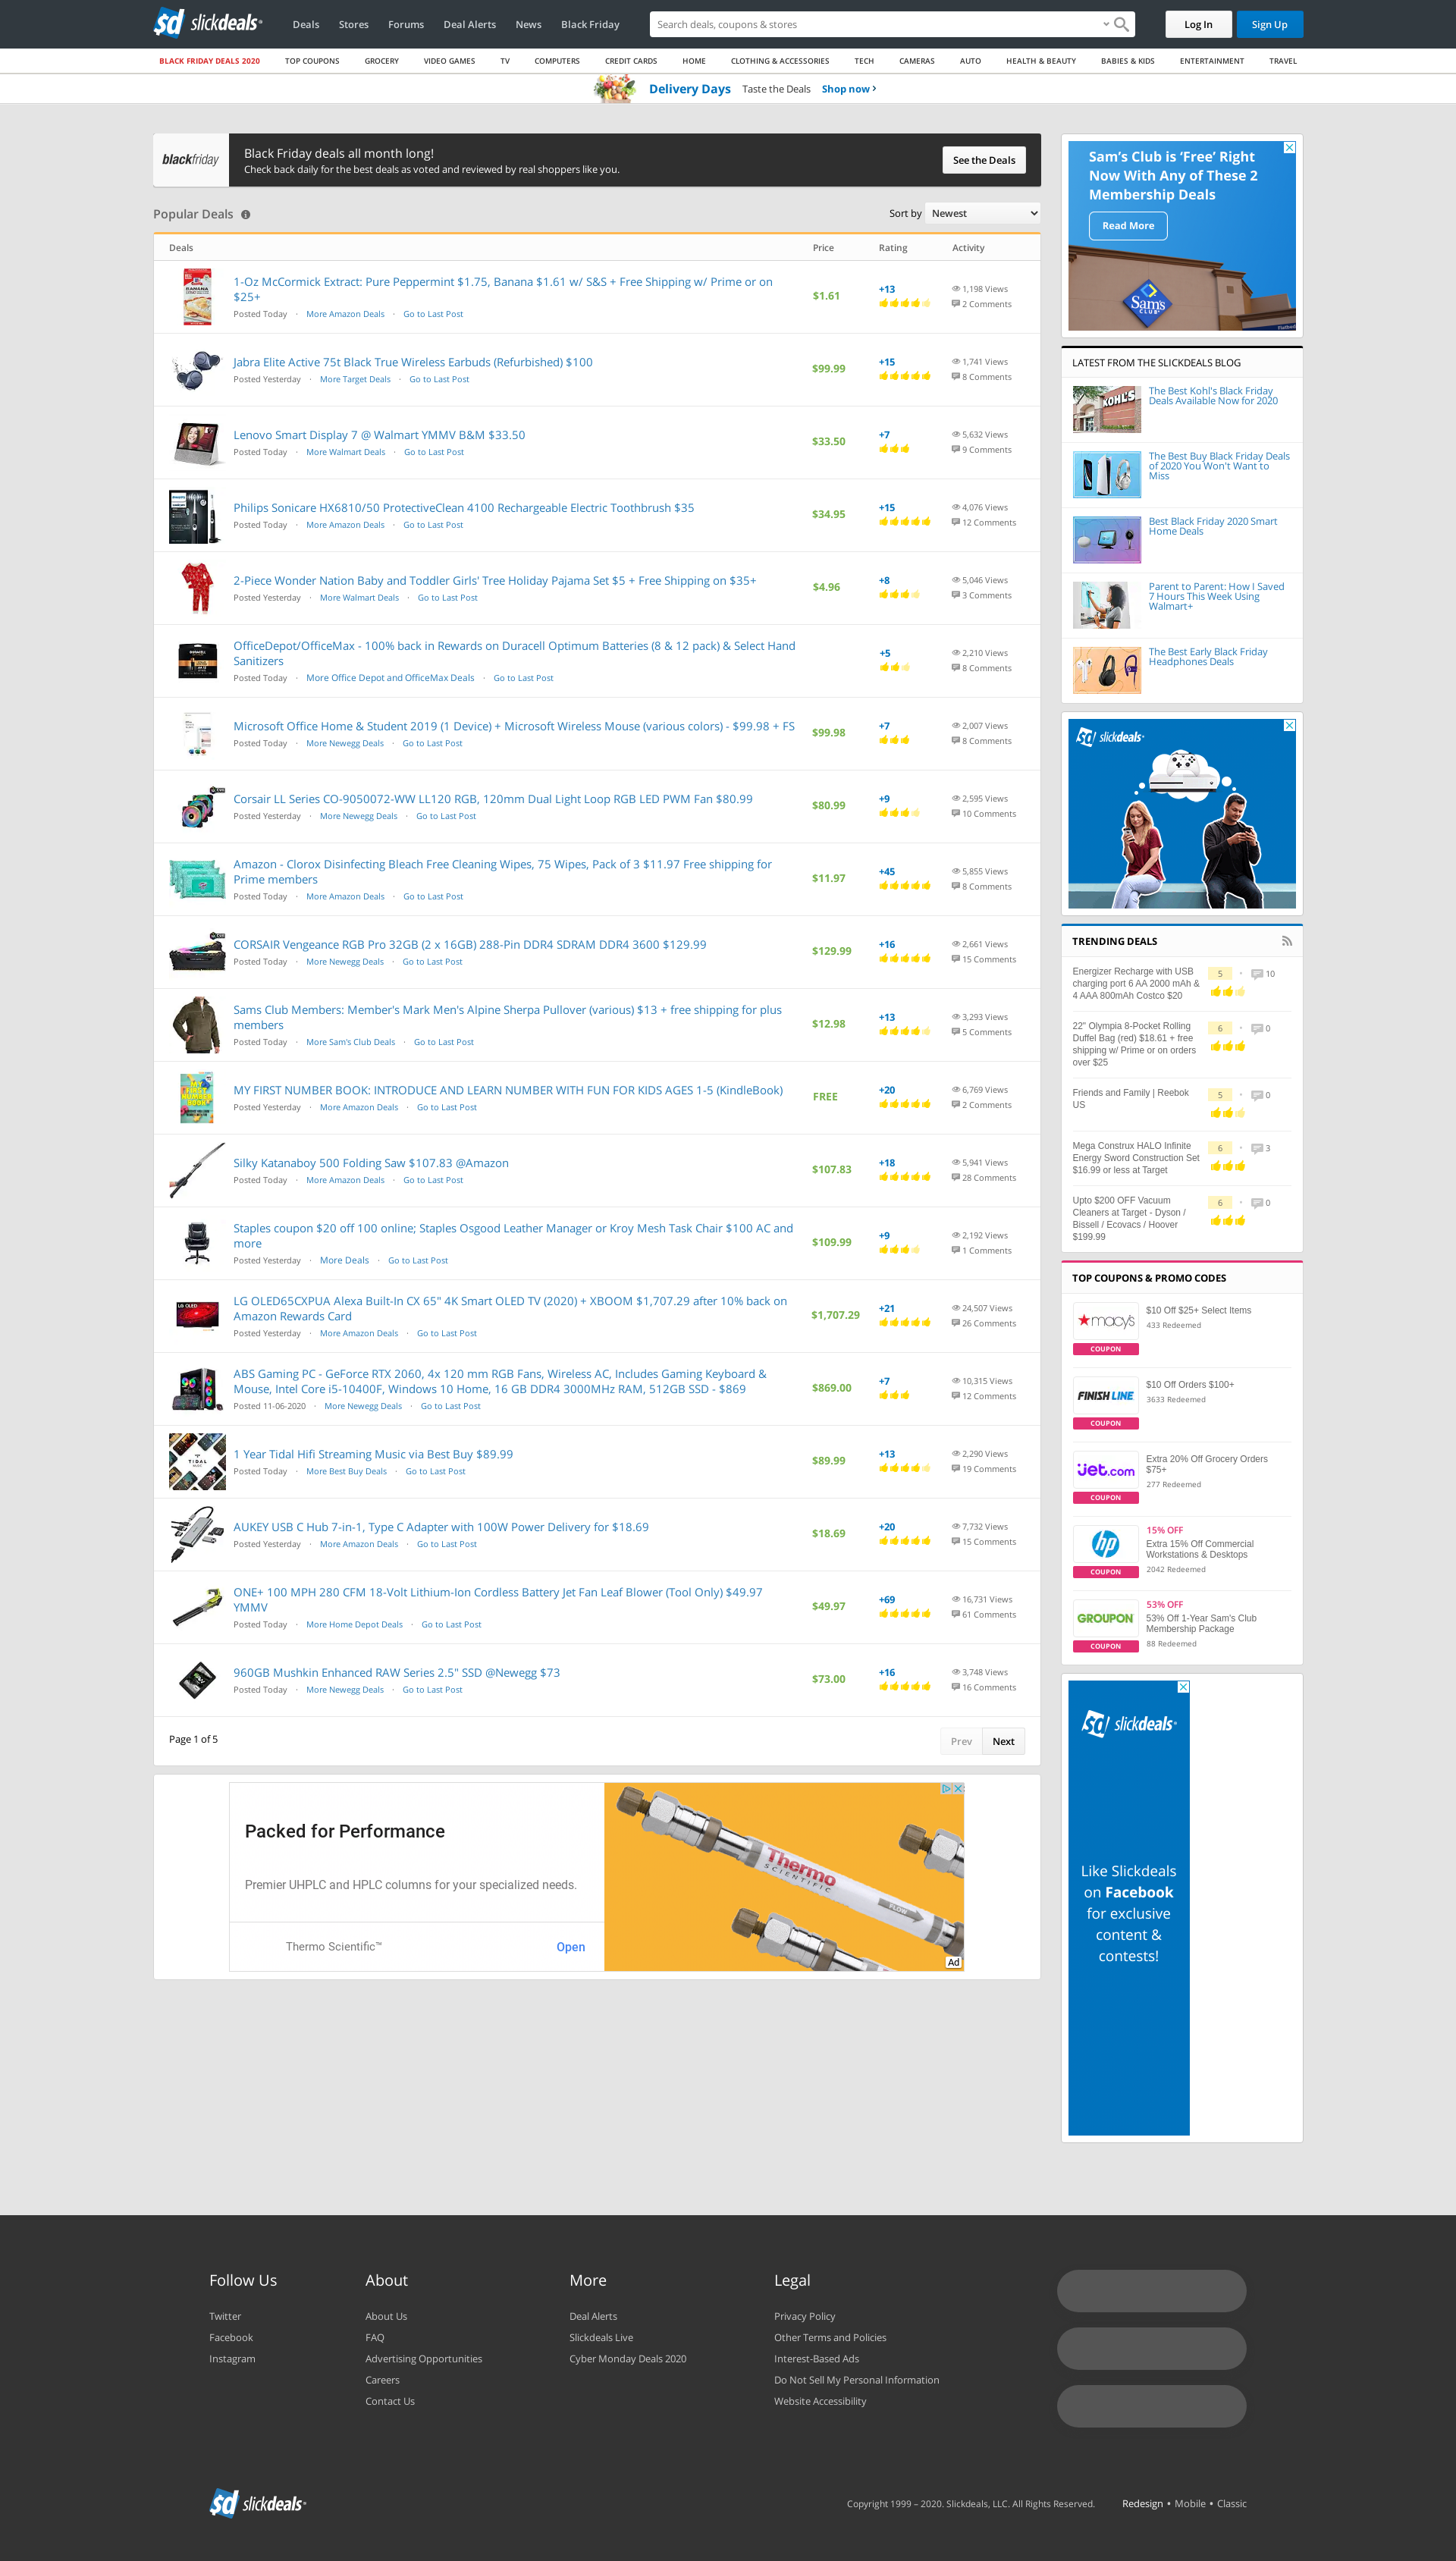 slickdeals
Deals Stores Forums Deal Alerts News Black Friday
Search deals, coupons & stores
Log In Sign Up
BLACK FRIDAY DEALS 2020 TOP COUPONS GROCERY VIDEO GAMES TV COMPUTERS CREDIT CARDS HOME CLOTHING & ACCESSORIES TECH CAMERAS AUTO HEALTH & BEAUTY BABIES & KIDS ENTERTAINMENT TRAVEL
Delivery Days Taste the Deals Shop now
blackfriday
Black Friday deals all month long!
Check back daily for the best deals as voted and reviewed by real shoppers like you.
See the Deals
Popular Deals
Sort by Newest
Deals Price Rating Activity
1-Oz McCormick Extract: Pure Peppermint $1.75, Banana $1.61 w/ S&S + Free Shipping w/ Prime or on
$25+
Posted Today · More Amazon Deals · Go to Last Post
$1.61
+13
1,198 Views
2 Comments
Jabra Elite Active 75t Black True Wireless Earbuds (Refurbished) $100
Posted Yesterday · More Target Deals · Go to Last Post
$99.99
+15
1,741 Views
8 Comments
Lenovo Smart Display 7 @ Walmart YMMV B&M $33.50
Posted Today · More Walmart Deals · Go to Last Post
$33.50
+7
5,632 Views
9 Comments
Philips Sonicare HX6810/50 ProtectiveClean 4100 Rechargeable Electric Toothbrush $35
Posted Today · More Amazon Deals · Go to Last Post
$34.95
+15
4,076 Views
12 Comments
2-Piece Wonder Nation Baby and Toddler Girls' Tree Holiday Pajama Set $5 + Free Shipping on $35+
Posted Yesterday · More Walmart Deals · Go to Last Post
$4.96
+8
5,046 Views
3 Comments
OfficeDepot/OfficeMax - 100% back in Rewards on Duracell Optimum Batteries (8 & 12 pack) & Select Hand
Sanitizers
Posted Today · More Office Depot and OfficeMax Deals · Go to Last Post
+5
2,210 Views
8 Comments
Microsoft Office Home & Student 2019 (1 Device) + Microsoft Wireless Mouse (various colors) - $99.98 + FS
Posted Today · More Newegg Deals · Go to Last Post
$99.98
+7
2,007 Views
8 Comments
Corsair LL Series CO-9050072-WW LL120 RGB, 120mm Dual Light Loop RGB LED PWM Fan $80.99
Posted Yesterday · More Newegg Deals · Go to Last Post
$80.99
+9
2,595 Views
10 Comments
Amazon - Clorox Disinfecting Bleach Free Cleaning Wipes, 75 Wipes, Pack of 3 $11.97 Free shipping for
Prime members
Posted Today · More Amazon Deals · Go to Last Post
$11.97
+45
5,855 Views
8 Comments
CORSAIR Vengeance RGB Pro 32GB (2 x 16GB) 288-Pin DDR4 SDRAM DDR4 3600 $129.99
Posted Today · More Newegg Deals · Go to Last Post
$129.99
+16
2,661 Views
15 Comments
Sams Club Members: Member's Mark Men's Alpine Sherpa Pullover (various) $13 + free shipping for plus
members
Posted Today · More Sam's Club Deals · Go to Last Post
$12.98
+13
3,293 Views
5 Comments
MY FIRST NUMBER BOOK: INTRODUCE AND LEARN NUMBER WITH FUN FOR KIDS AGES 1-5 (KindleBook)
Posted Yesterday · More Amazon Deals · Go to Last Post
FREE
+20
6,769 Views
2 Comments
Silky Katanaboy 500 Folding Saw $107.83 @Amazon
Posted Today · More Amazon Deals · Go to Last Post
$107.83
+18
5,941 Views
28 Comments
Staples coupon $20 off 100 online; Staples Osgood Leather Manager or Kroy Mesh Task Chair $100 AC and
more
Posted Yesterday · More Deals · Go to Last Post
$109.99
+9
2,192 Views
1 Comments
LG OLED65CXPUA Alexa Built-In CX 65" 4K Smart OLED TV (2020) + XBOOM $1,707.29 after 10% back on
Amazon Rewards Card
Posted Yesterday · More Amazon Deals · Go to Last Post
$1,707.29
+21
24,507 Views
26 Comments
ABS Gaming PC - GeForce RTX 2060, 4x 120 mm RGB Fans, Wireless AC, Includes Gaming Keyboard &
Mouse, Intel Core i5-10400F, Windows 10 Home, 16 GB DDR4 3000MHz RAM, 512GB SSD - $869
Posted 11-06-2020 · More Newegg Deals · Go to Last Post
$869.00
+7
10,315 Views
12 Comments
TIDAL
1 Year Tidal Hifi Streaming Music via Best Buy $89.99
Posted Today · More Best Buy Deals · Go to Last Post
$89.99
+13
2,290 Views
19 Comments
AUKEY USB C Hub 7-in-1, Type C Adapter with 100W Power Delivery for $18.69
Posted Yesterday · More Amazon Deals · Go to Last Post
$18.69
+20
7,732 Views
15 Comments
ONE+ 100 MPH 280 CFM 18-Volt Lithium-Ion Cordless Battery Jet Fan Leaf Blower (Tool Only) $49.97
YMMV
Posted Today · More Home Depot Deals · Go to Last Post
$49.97
+69
16,731 Views
61 Comments
960GB Mushkin Enhanced RAW Series 2.5" SSD @Newegg $73
Posted Today · More Newegg Deals · Go to Last Post
$73.00
+16
3,748 Views
16 Comments
Page 1 of 5
Prev Next
Packed for Performance
Premier UHPLC and HPLC columns for your specialized needs.
Thermo Scientific™
Open
Thermo
SCIENTIFIC
FLOW
Ad
Sam's Club is 'Free' Right
Now With Any of These 2
Membership Deals
Read More
Sam's
CLUB
LATEST FROM THE SLICKDEALS BLOG
KOHL'S
The Best Kohl's Black Friday
Deals Available Now for 2020
The Best Buy Black Friday Deals
of 2020 You Won't Want to
Miss
Best Black Friday 2020 Smart
Home Deals
Parent to Parent: How I Saved
7 Hours This Week Using
Walmart+
The Best Early Black Friday
Headphones Deals
slickdeals
TRENDING DEALS
Energizer Recharge with USB
charging port 6 AA 2000 mAh &
4 AAA 800mAh Costco $20
5 • 10
22" Olympia 8-Pocket Rolling
Duffel Bag (red) $18.61 + free
shipping w/ Prime or on orders
over $25
6 • 0
Friends and Family | Reebok
US
5 • 0
Mega Construx HALO Infinite
Energy Sword Construction Set
$16.99 or less at Target
6 • 3
Upto $200 OFF Vacuum
Cleaners at Target - Dyson /
Bissell / Ecovacs / Hoover
$199.99
6 • 0
TOP COUPONS & PROMO CODES
macy's
COUPON
$10 Off $25+ Select Items
433 Redeemed
FINISH LINE
COUPON
$10 Off Orders $100+
3633 Redeemed
jet.com
COUPON
Extra 20% Off Grocery Orders
$75+
277 Redeemed
hp
COUPON
15% OFF
Extra 15% Off Commercial
Workstations & Desktops
2042 Redeemed
GROUPON
COUPON
53% OFF
53% Off 1-Year Sam's Club
Membership Package
88 Redeemed
slickdeals
Like Slickdeals
on Facebook
for exclusive
content &
contests!
Follow Us
Twitter
Facebook
Instagram
About
About Us
FAQ
Advertising Opportunities
Careers
Contact Us
More
Deal Alerts
Slickdeals Live
Cyber Monday Deals 2020
Legal
Privacy Policy
Other Terms and Policies
Interest-Based Ads
Do Not Sell My Personal Information
Website Accessibility
slickdeals
Copyright 1999 – 2020. Slickdeals, LLC. All Rights Reserved.
Redesign • Mobile • Classic